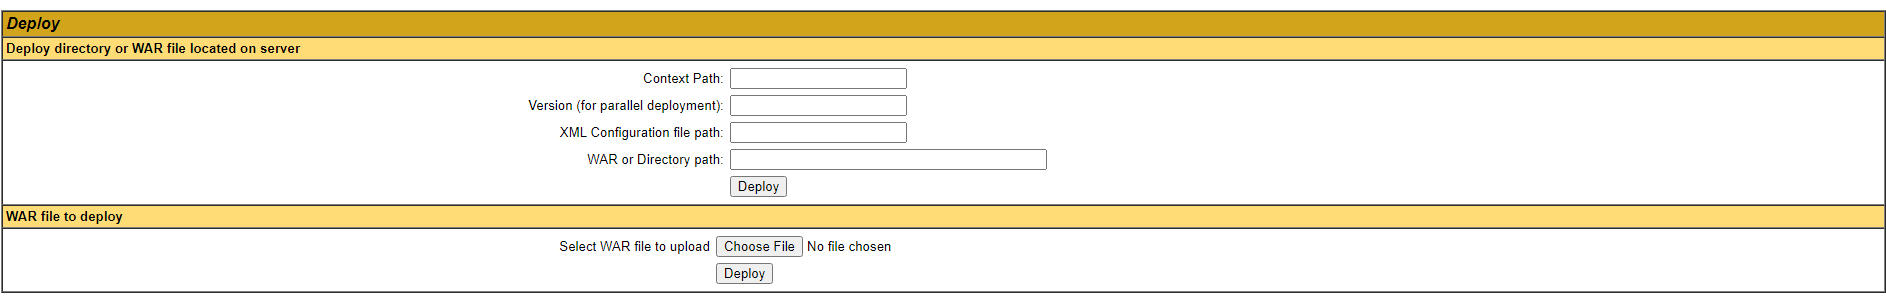 Deploy
Deploy directory or WAR file located on server
Context Path:
Version (for parallel deployment):
XML Configuration file path:
WAR or Directory path:
Deploy
WAR file to deploy
Select WAR file to upload Choose File No file chosen
Deploy